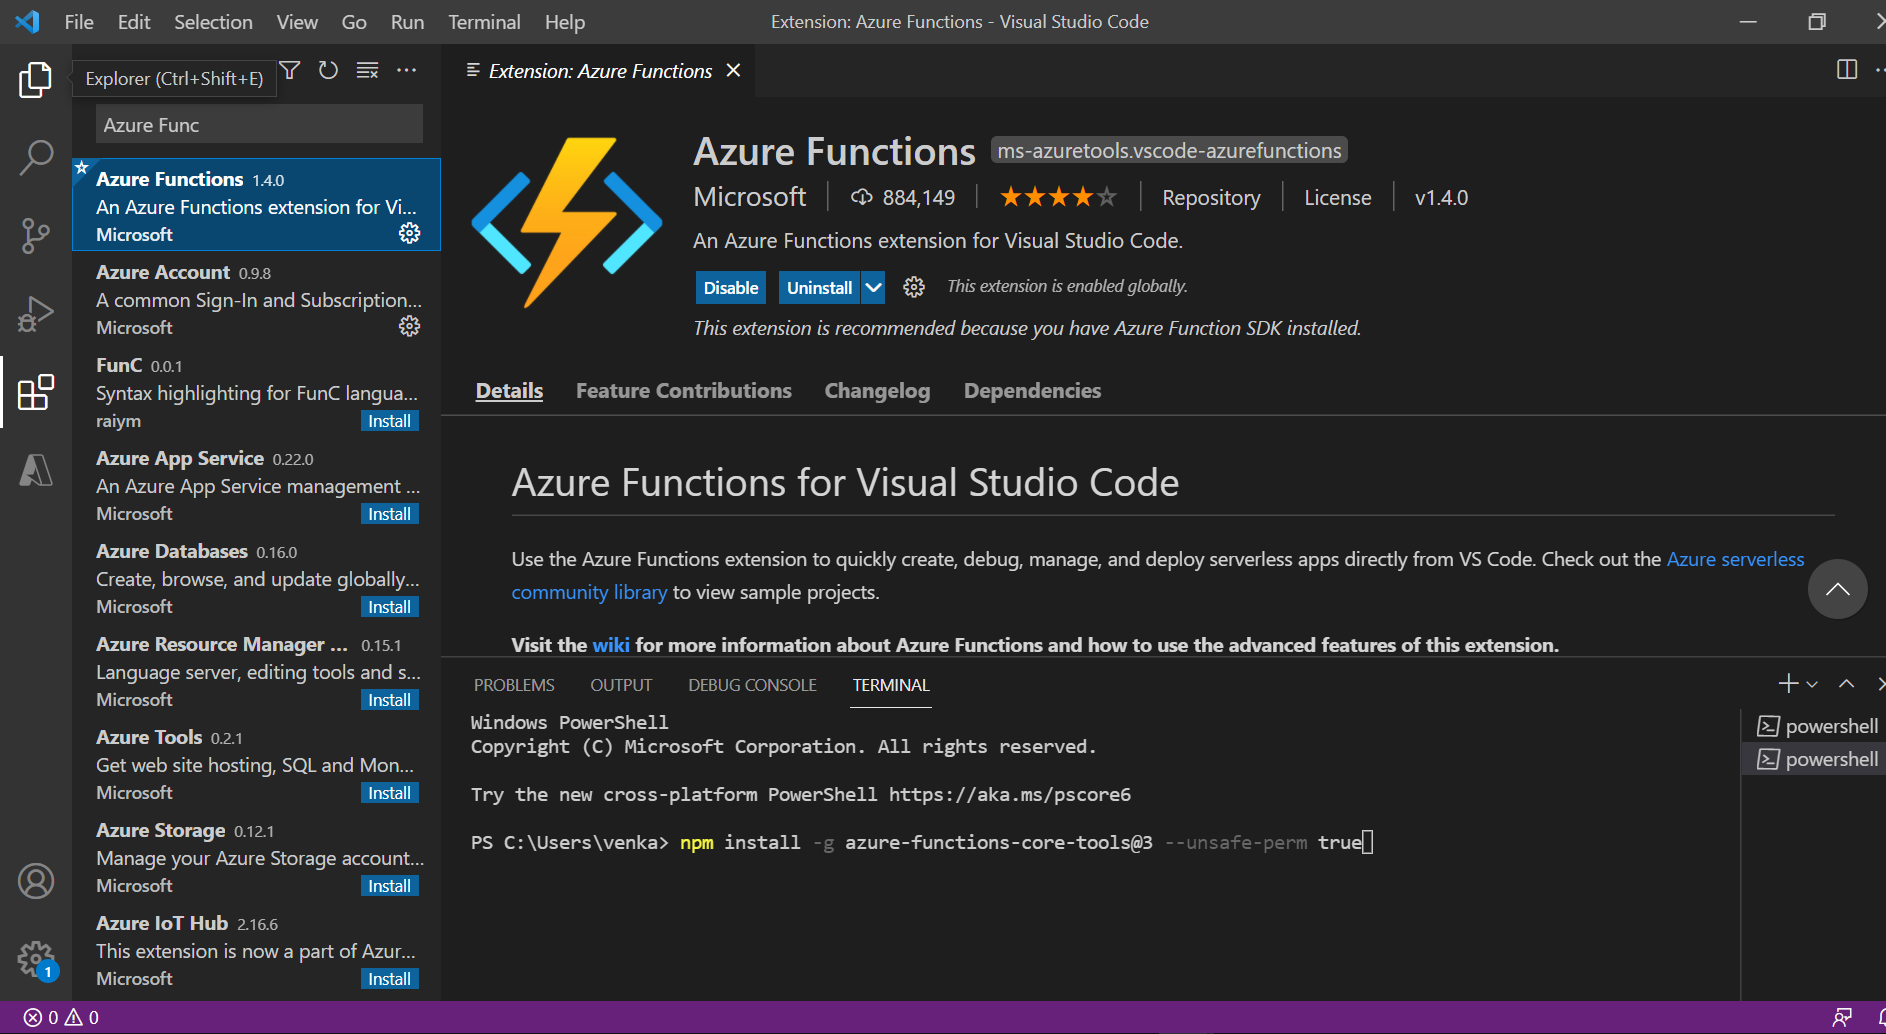 File Edit Selection View Go Run Terminal Help
Extension: Azure Functions - Visual Studio Code
Explorer (Ctrl+Shift+E)
Azure Func
Azure Functions 1.4.0
An Azure Functions extension for Vi...
Microsoft
Azure Account 0.9.8
A common Sign-In and Subscription...
Microsoft
FunC 0.0.1
Syntax highlighting for FunC langua...
raiym Install
Azure App Service 0.22.0
An Azure App Service management ...
Microsoft Install
Azure Databases 0.16.0
Create, browse, and update globally...
Microsoft Install
Azure Resource Manager ... 0.15.1
Language server, editing tools and s...
Microsoft Install
Azure Tools 0.2.1
Get web site hosting, SQL and Mon...
Microsoft Install
Azure Storage 0.12.1
Manage your Azure Storage account...
Microsoft Install
Azure IoT Hub 2.16.6
This extension is now a part of Azur...
Microsoft Install
1
Extension: Azure Functions
Azure Functions ms-azuretools.vscode-azurefunctions
Microsoft 884,149 Repository License v1.4.0
An Azure Functions extension for Visual Studio Code.
Disable Uninstall This extension is enabled globally.
This extension is recommended because you have Azure Function SDK installed.
Details Feature Contributions Changelog Dependencies
Azure Functions for Visual Studio Code
Use the Azure Functions extension to quickly create, debug, manage, and deploy serverless apps directly from VS Code. Check out the Azure serverless
community library to view sample projects.
Visit the wiki for more information about Azure Functions and how to use the advanced features of this extension.
PROBLEMS OUTPUT DEBUG CONSOLE TERMINAL
Windows PowerShell
Copyright (C) Microsoft Corporation. All rights reserved.
Try the new cross-platform PowerShell https://aka.ms/pscore6
PS C:\Users\venka> npm install -g azure-functions-core-tools@3 --unsafe-perm true
powershell
powershell
0 0